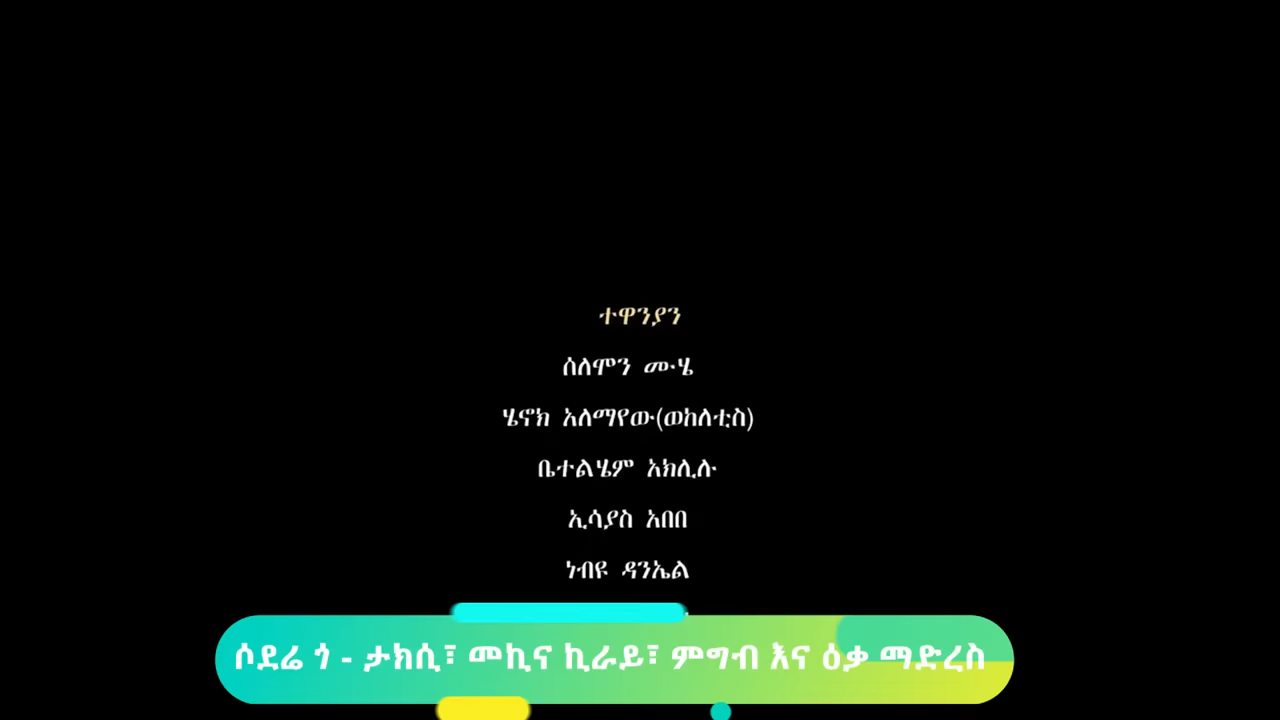 ተዋንያን
ሰለሞን ሙሄ
ሄኖክ አለማየው(ወከለቲስ)
ቤተልሄም አክሊሉ
ኢሳያስ አበበ
ነብዩ ዳንኤል
ሶደሬ ጎ - ታክሲ፣ መኪና ኪራይ፣ ምግብ እና ዕቃ ማድረስ